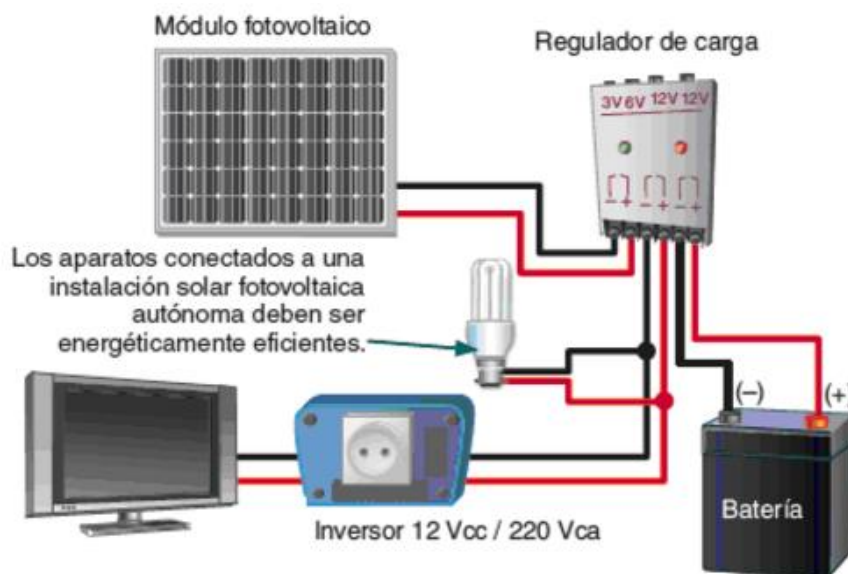 Módulo fotovoltaico
Regulador de carga
3V 6V 12V 12V
- + - + - +
Los aparatos conectados a una
instalación solar fotovoltaica
autónoma deben ser
energéticamente eficientes.
(–) (+)
Batería
Inversor 12 Vcc / 220 Vca